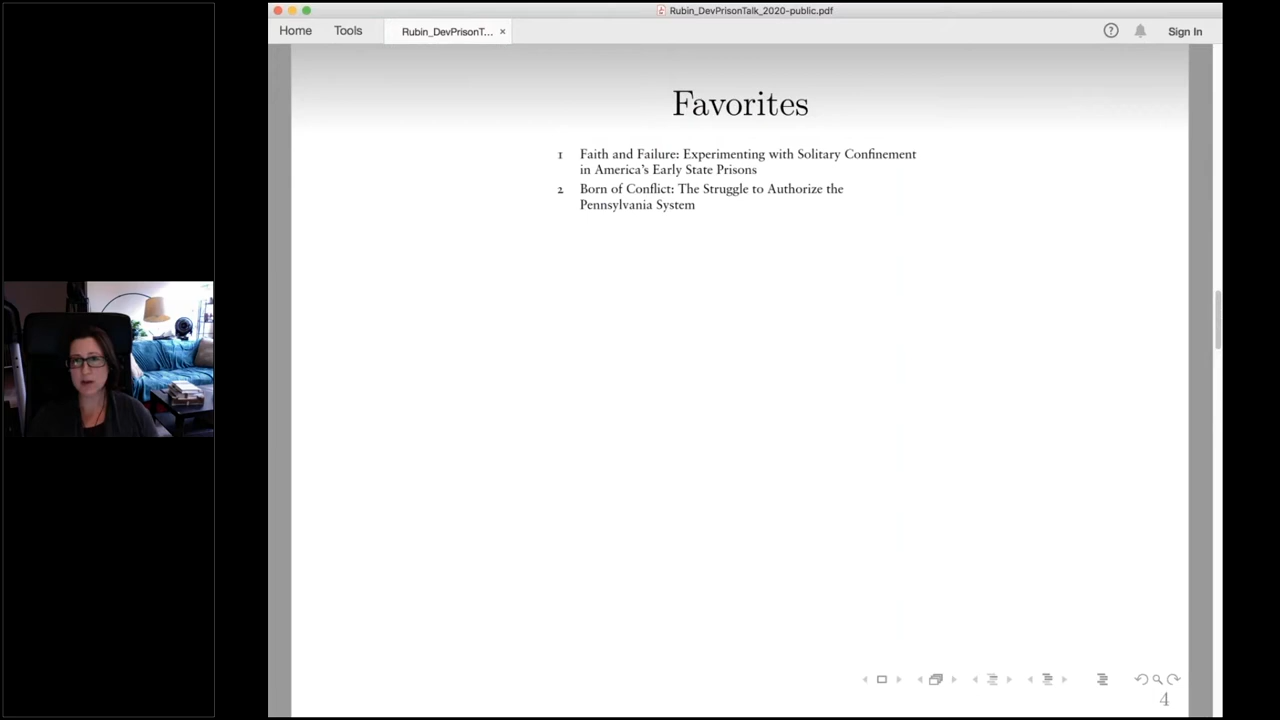 Rubin_DevPrisonTalk_2020-public.pdf
Home Tools Rubin_DevPrisonT... × ? Sign In
Favorites
1 Faith and Failure: Experimenting with Solitary Confinement
in America's Early State Prisons
2 Born of Conflict: The Struggle to Authorize the
Pennsylvania System
4